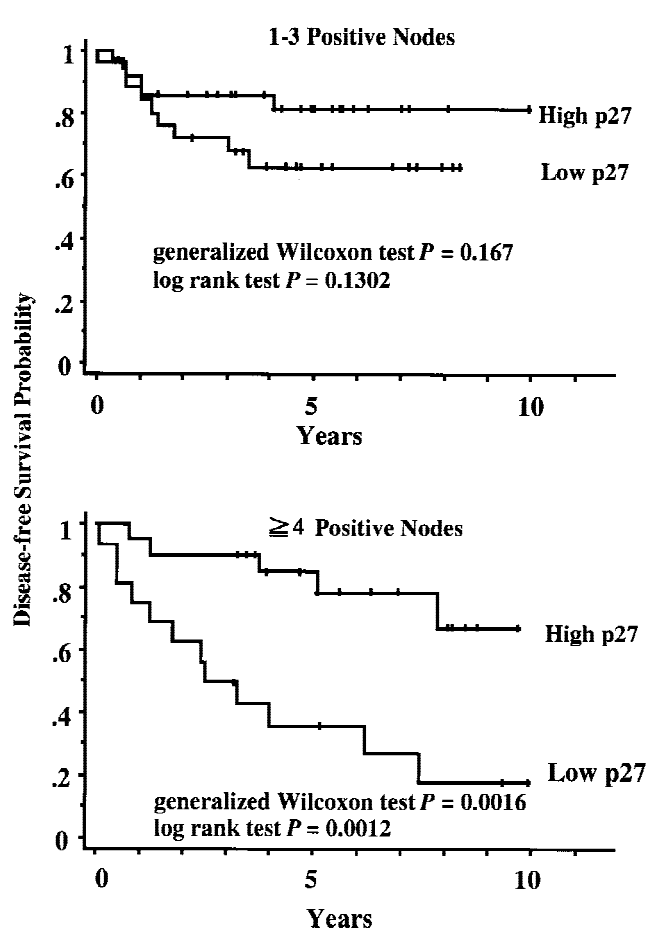 1-3 Positive Nodes
1
.8
.6
.4
.2
0
High p27
Low p27
generalized Wilcoxon test P = 0.167
log rank test P = 0.1302
0 5 10
Years
Disease-free Survival Probability
≧4 Positive Nodes
1
.8
.6
.4
.2
0
High p27
Low p27
generalized Wilcoxon test P = 0.0016
log rank test P = 0.0012
0 5 10
Years